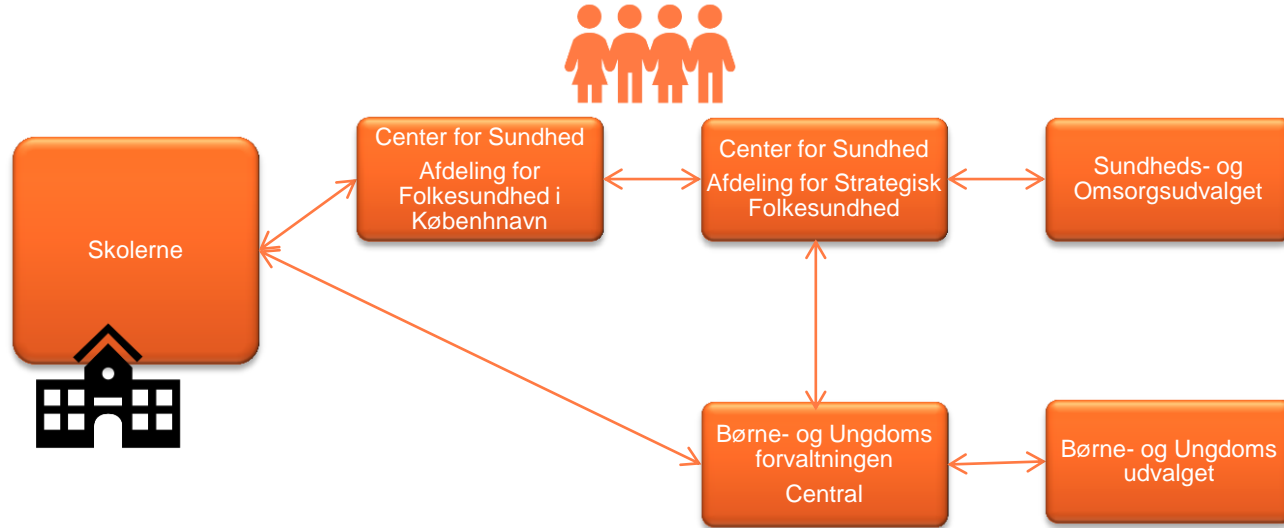 Skolerne
Center for Sundhed
Afdeling for
Folkesundhed i
Københnavn
Center for Sundhed
Afdeling for Strategisk
Folkesundhed
Sundheds- og
Omsorgsudvalget
Børne- og Ungdoms
forvaltningen
Central
Børne- og Ungdoms
udvalget